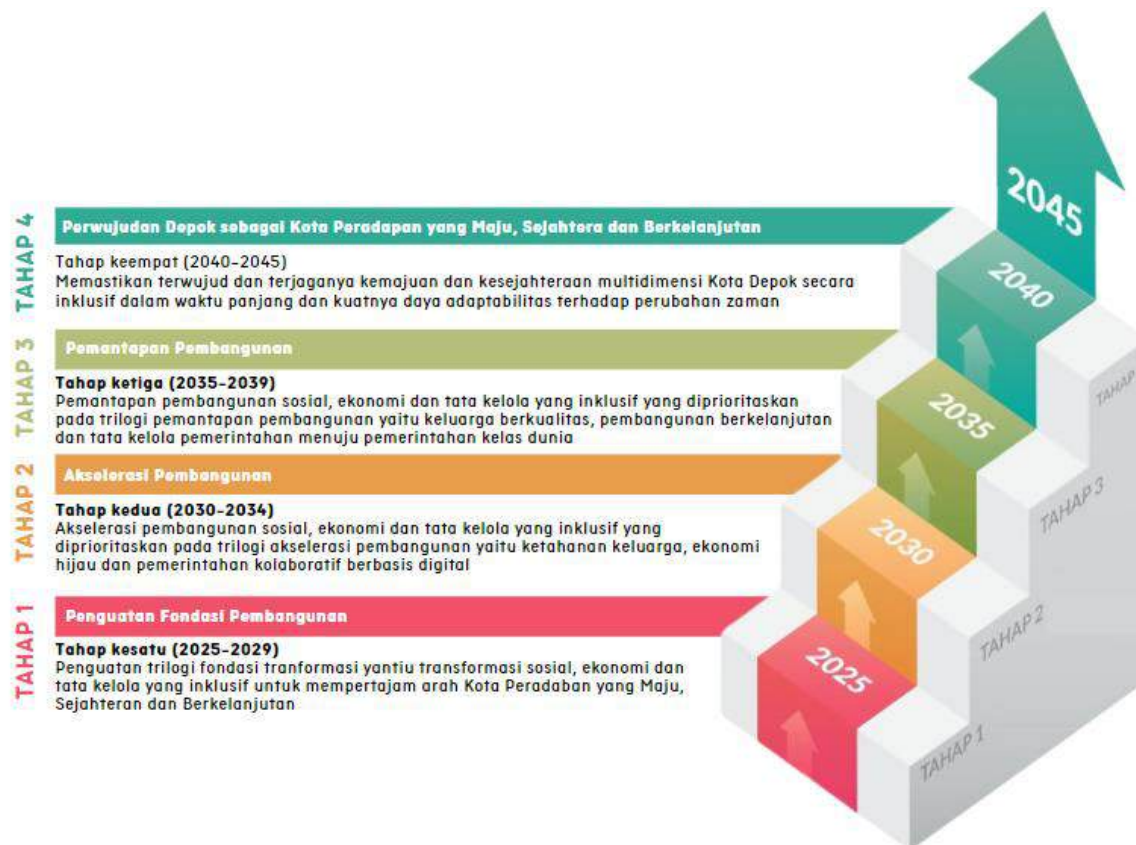 2045
TAHAP 4
Perwujudan Depok sebagai Kota Peradapan yang Maju, Sejahtera dan Berkelanjutan
Tahap keempat (2040-2045)
Memastikan terwujud dan terjaganya kemajuan dan kesejahteraan multidimensi Kota Depok secara
inklusif dalam waktu panjang dan kuatnya daya adaptabilitas terhadap perubahan zaman
2040
TAHAP
TAHAP 3
Pemantapan Pembangunan
Tahap ketiga (2035-2039)
Pemantapan pembangunan sosial, ekonomi dan tata kelola yang inklusif yang diprioritaskan
pada trilogi pemantapan pembangunan yaitu keluarga berkualitas, pembangunan berkelanjutan
dan tata kelola pemerintahan menuju pemerintahan kelas dunia
2035
TAHAP 3
TAHAP 2
Akselerasi Pembangunan
Tahap kedua (2030-2034)
Akselerasi pembangunan sosial, ekonomi dan tata kelola yang inklusif yang
diprioritaskan pada trilogi akselerasi pembangunan yaitu ketahanan keluarga, ekonomi
hijau dan pemerintahan kolaboratif berbasis digital
2030
TAHAP 2
TAHAP 1
Penguatan Fondasi Pembangunan
Tahap kesatu (2025-2029)
Penguatan trilogi fondasi tranformasi yantiu transformasi sosial, ekonomi dan
tata kelola yang inklusif untuk mempertajam arah Kota Peradaban yang Maju,
Sejahteran dan Berkelanjutan
2025
TAHAP 1